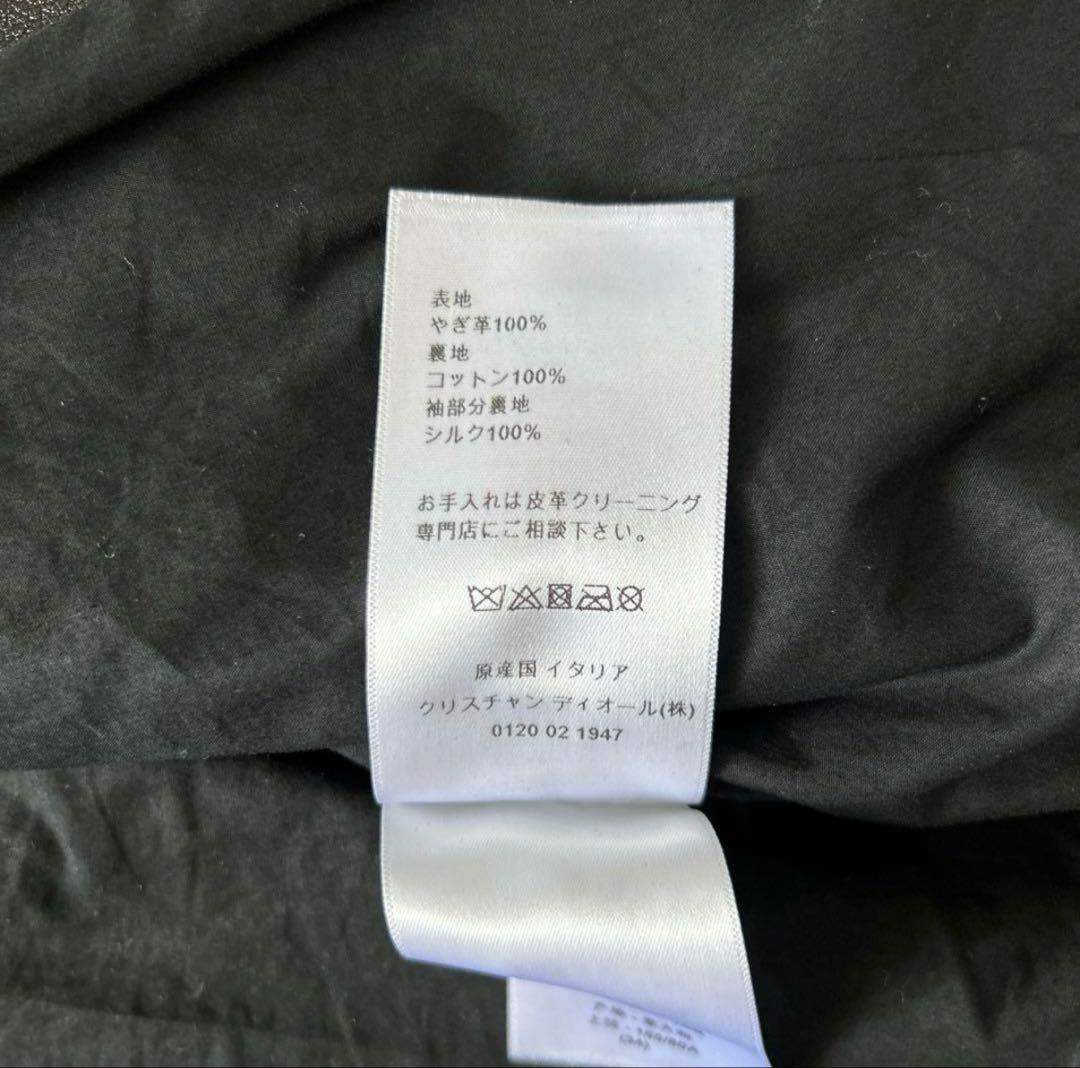 表地
やぎ革100%
裏地
コットン100%
袖部分裏地
シルク100%
お手入れは皮革クリーニング
専門店にご相談下さい。
原産国 イタリア
クリスチャン ディオール(株)
0120 02 1947